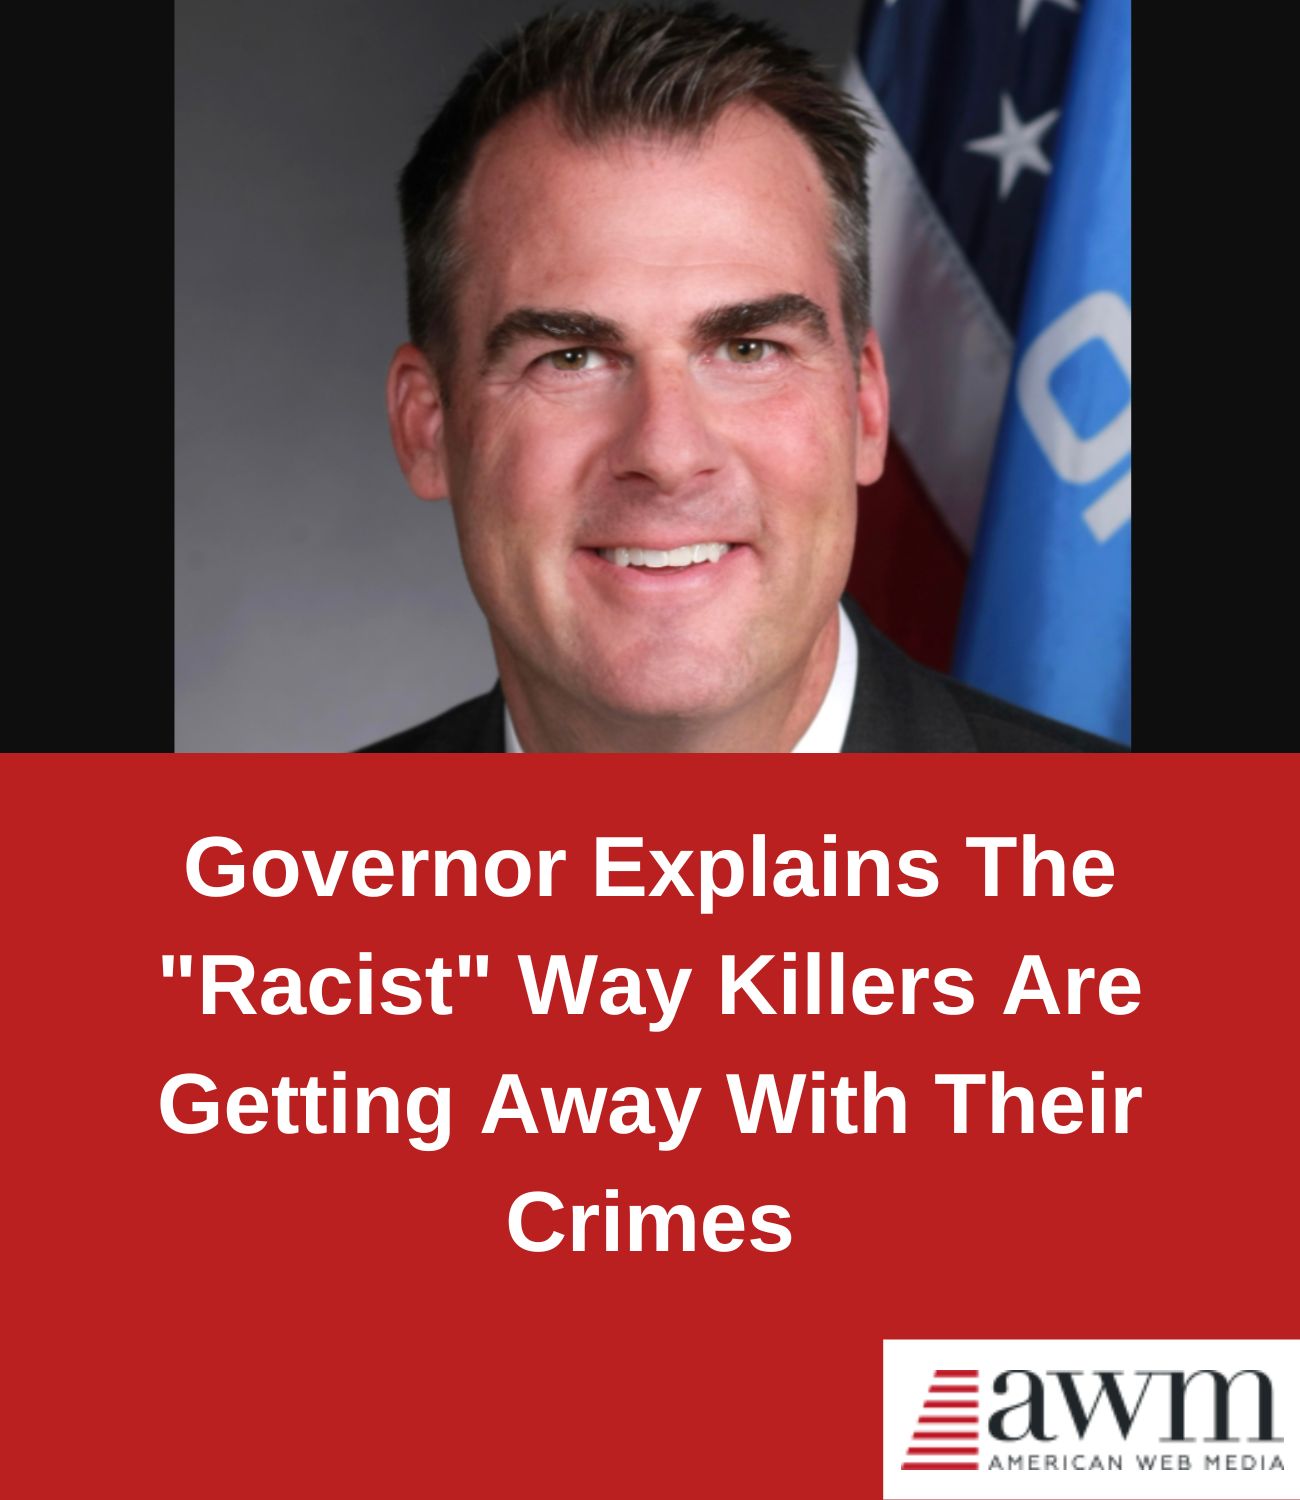 Governor Explains The
"Racist" Way Killers Are
Getting Away With Their
Crimes
awm
AMERICAN WEB MEDIA